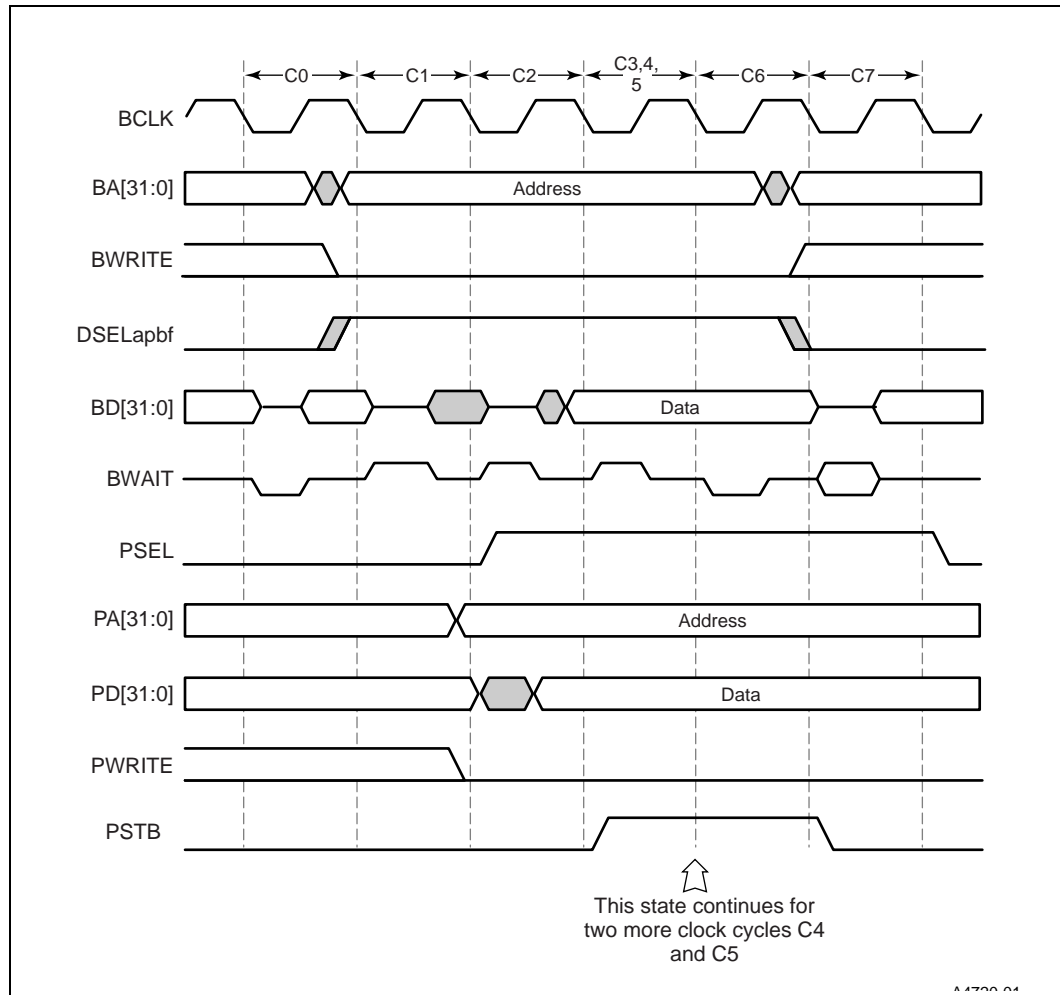 C0 C1 C2 C3,4, 5 C6 C7
BCLK
BA[31:0] Address
BWRITE
DSELapbf
BD[31:0] Data
BWAIT
PSEL
PA[31:0] Address
PD[31:0] Data
PWRITE
PSTB
This state continues for
two more clock cycles C4
and C5